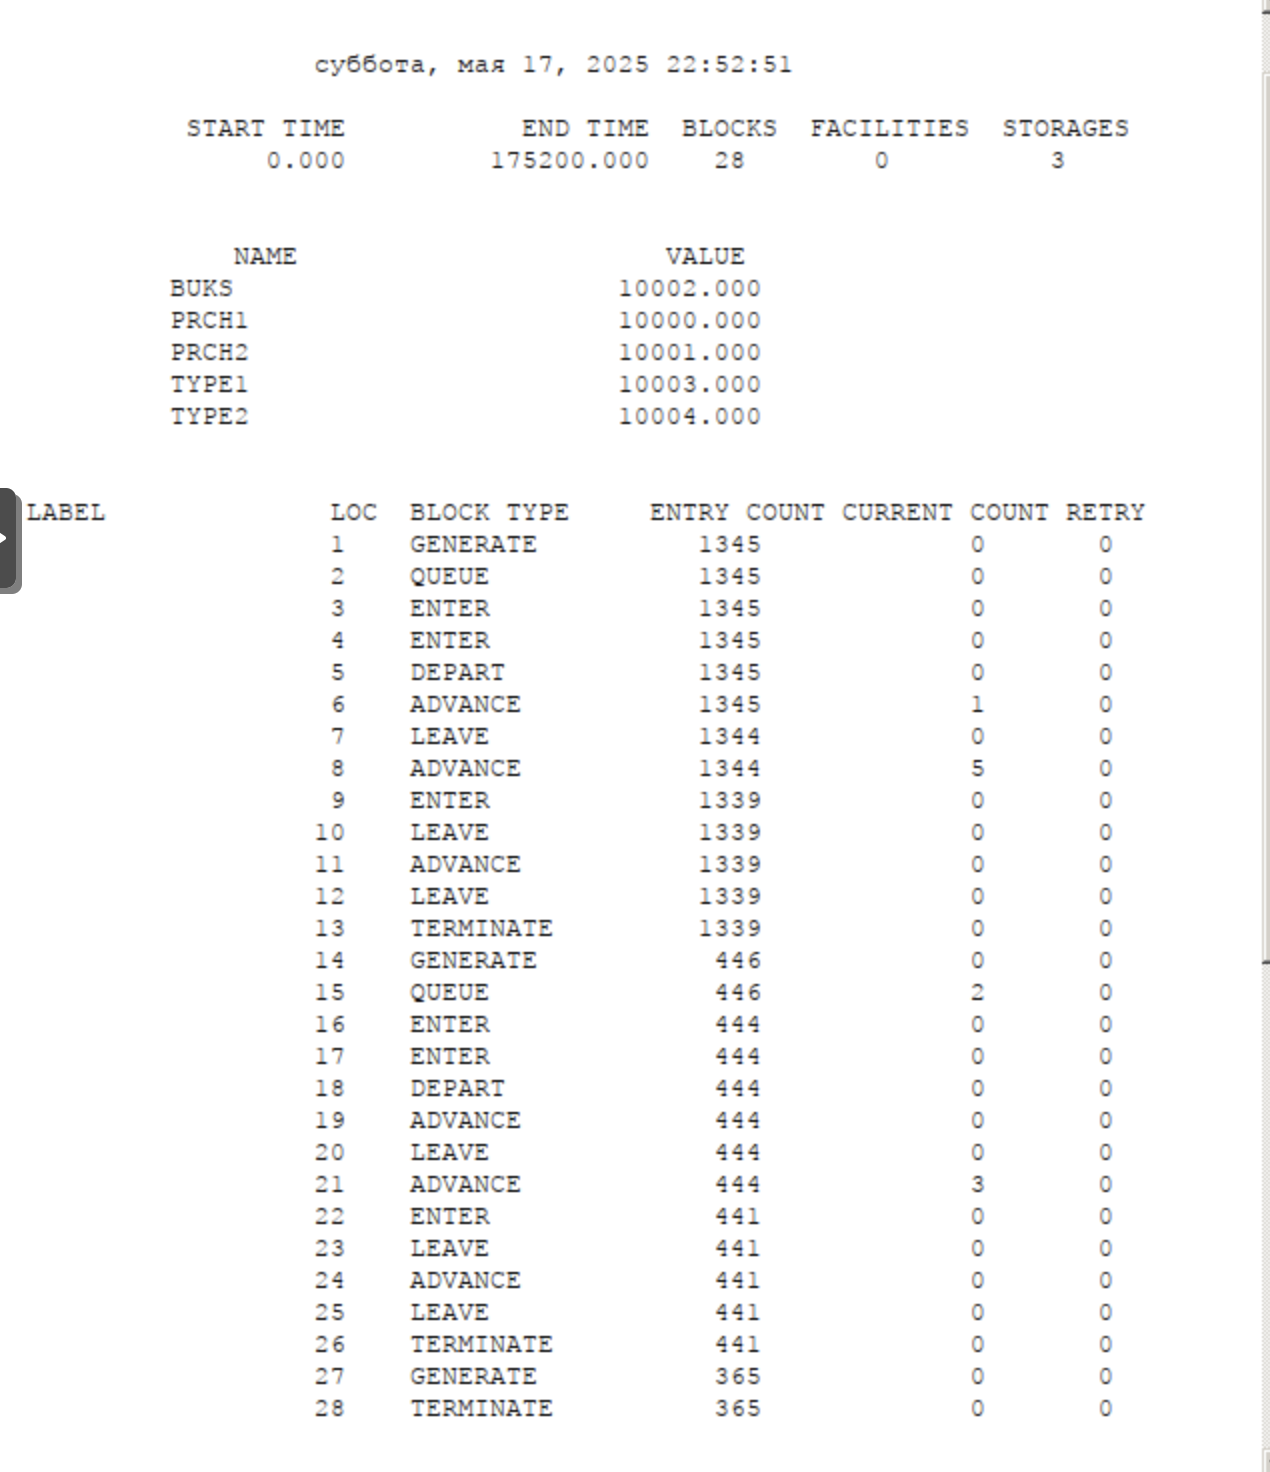 суббота, мая 17, 2025 22:52:51
START TIME END TIME BLOCKS FACILITIES STORAGES
0.000 175200.000 28 0 3
NAME VALUE
BUKS 10002.000
PRCH1 10000.000
PRCH2 10001.000
TYPE1 10003.000
TYPE2 10004.000
LABEL LOC BLOCK TYPE ENTRY COUNT CURRENT COUNT RETRY
1 GENERATE 1345 0 0
2 QUEUE 1345 0 0
3 ENTER 1345 0 0
4 ENTER 1345 0 0
5 DEPART 1345 0 0
6 ADVANCE 1345 1 0
7 LEAVE 1344 0 0
8 ADVANCE 1344 5 0
9 ENTER 1339 0 0
10 LEAVE 1339 0 0
11 ADVANCE 1339 0 0
12 LEAVE 1339 0 0
13 TERMINATE 1339 0 0
14 GENERATE 446 0 0
15 QUEUE 446 2 0
16 ENTER 444 0 0
17 ENTER 444 0 0
18 DEPART 444 0 0
19 ADVANCE 444 0 0
20 LEAVE 444 0 0
21 ADVANCE 444 3 0
22 ENTER 441 0 0
23 LEAVE 441 0 0
24 ADVANCE 441 0 0
25 LEAVE 441 0 0
26 TERMINATE 441 0 0
27 GENERATE 365 0 0
28 TERMINATE 365 0 0